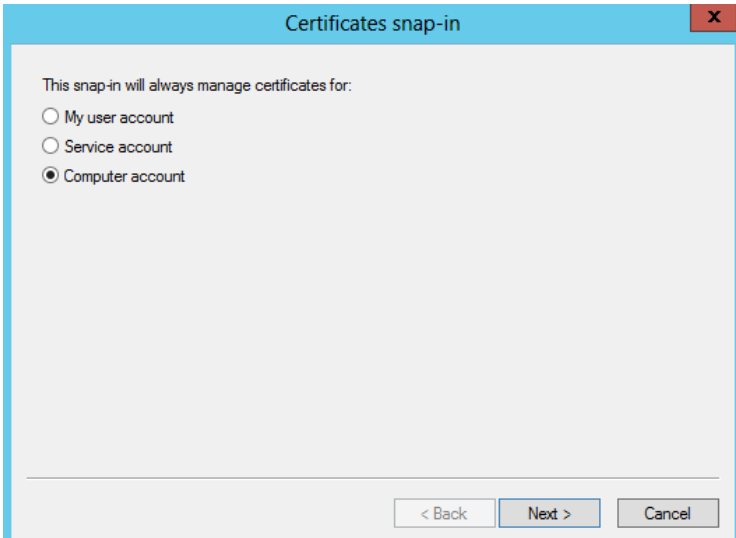 Certificates snap-in
x
This snap-in will always manage certificates for:
My user account
Service account
Computer account
< Back
Next >
Cancel